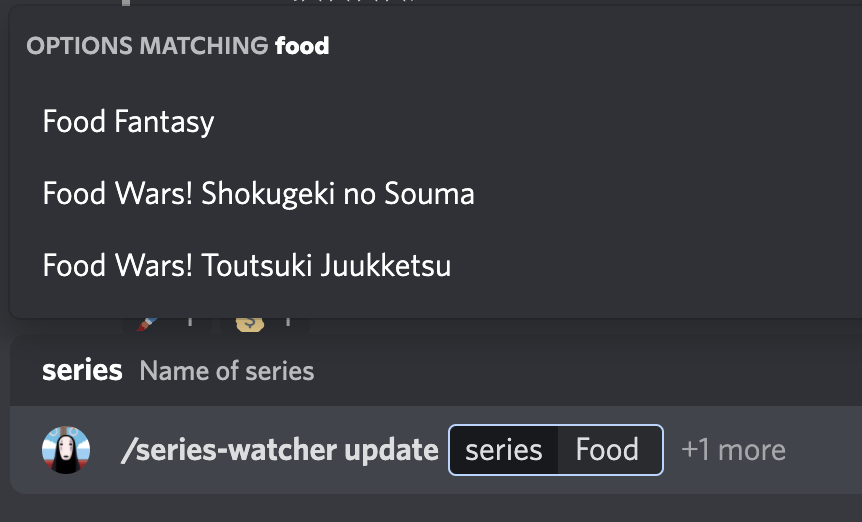 OPTIONS MATCHING food
Food Fantasy
Food Wars! Shokugeki no Souma
Food Wars! Toutsuki Juukketsu
series Name of series
/series-watcher update series Food +1 more